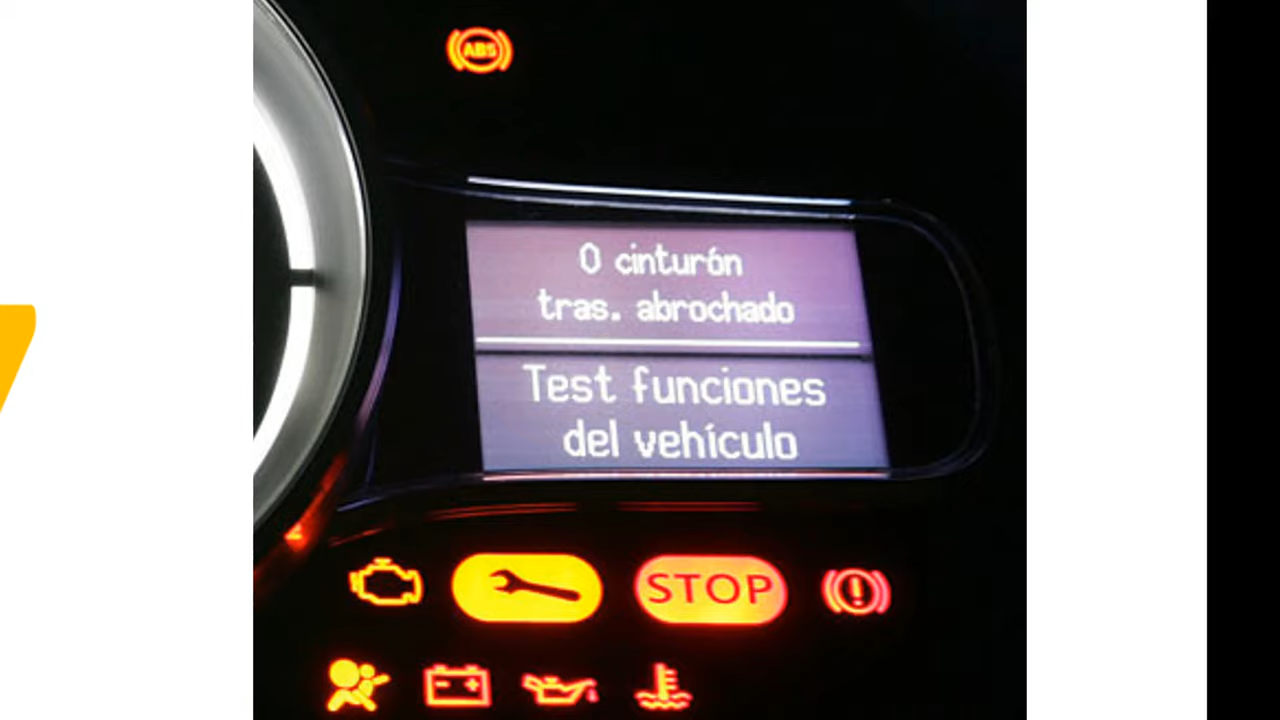 ABS
0 cinturón
tras. abrochado
Test funciones
del vehículo
STOP